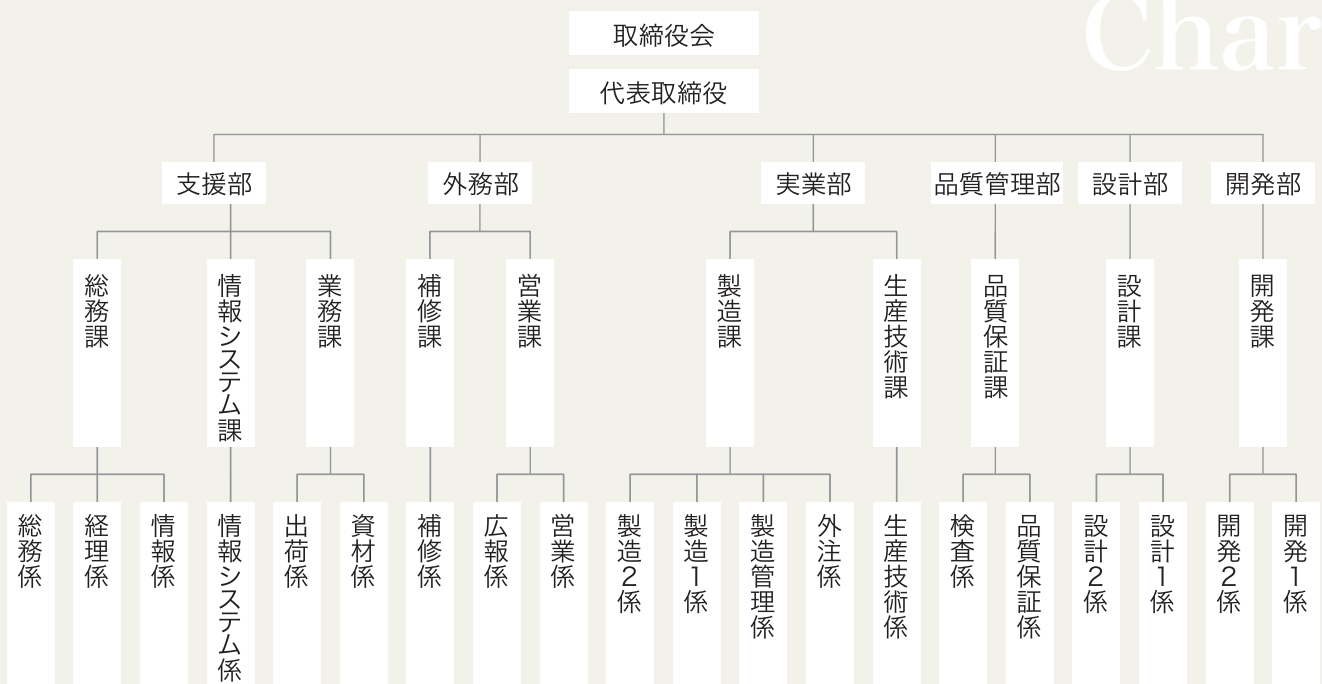 Char
取締役会
代表取締役
支援部
外務部
実業部
品質管理部
設計部
開発部
総務課
情報システム課
業務課
補修課
営業課
製造課
生産技術課
品質保証課
設計課
開発課
総務係
経理係
情報係
情報システム係
出荷係
資材係
補修係
広報係
営業係
製造2係
製造1係
製造管理係
外注係
生産技術係
検査係
品質保証係
設計2係
設計1係
開発2係
開発1係